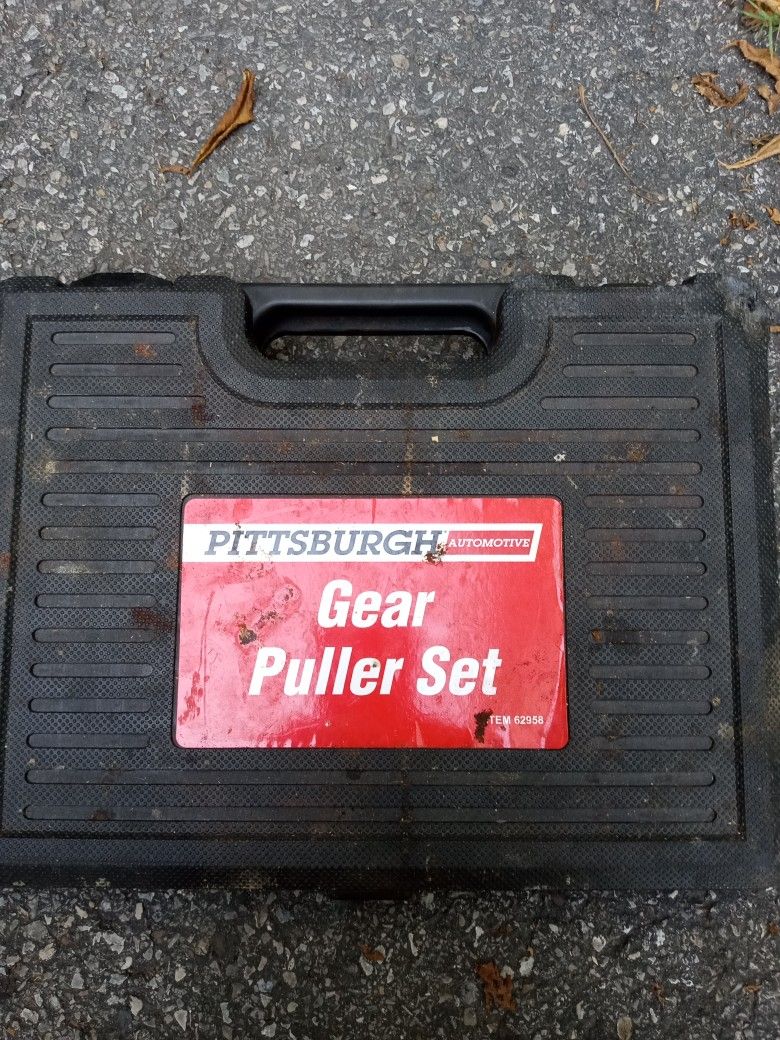 PITTSBURGH AUTOMOTIVE
Gear
Puller Set
TEM 62958